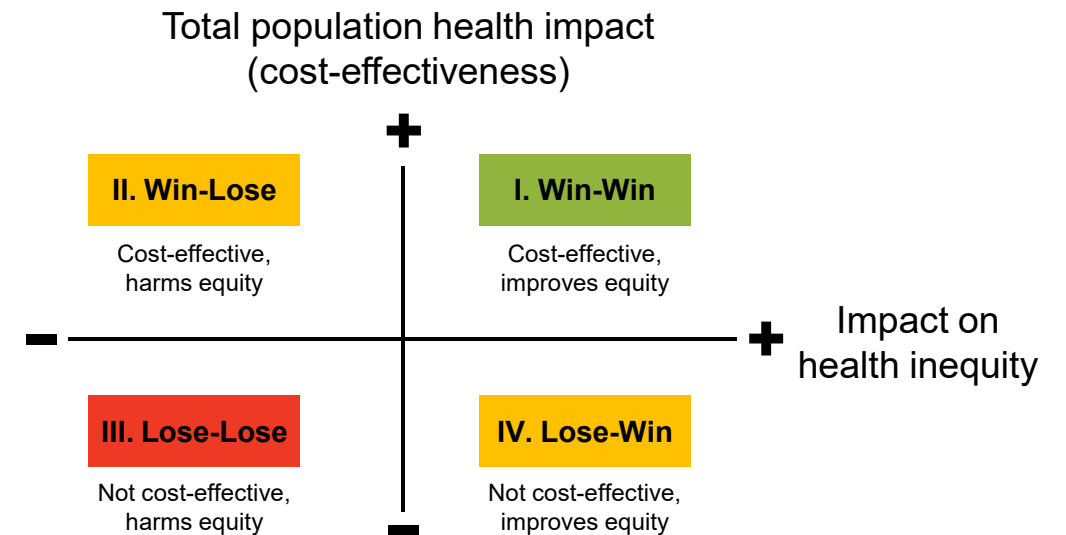 Total population health impact
(cost-effectiveness)
+
II. Win-Lose
I. Win-Win
Cost-effective,
harms equity
Cost-effective,
improves equity
-
+
Impact on
health inequity
III. Lose-Lose
IV. Lose-Win
Not cost-effective,
harms equity
Not cost-effective,
improves equity
-